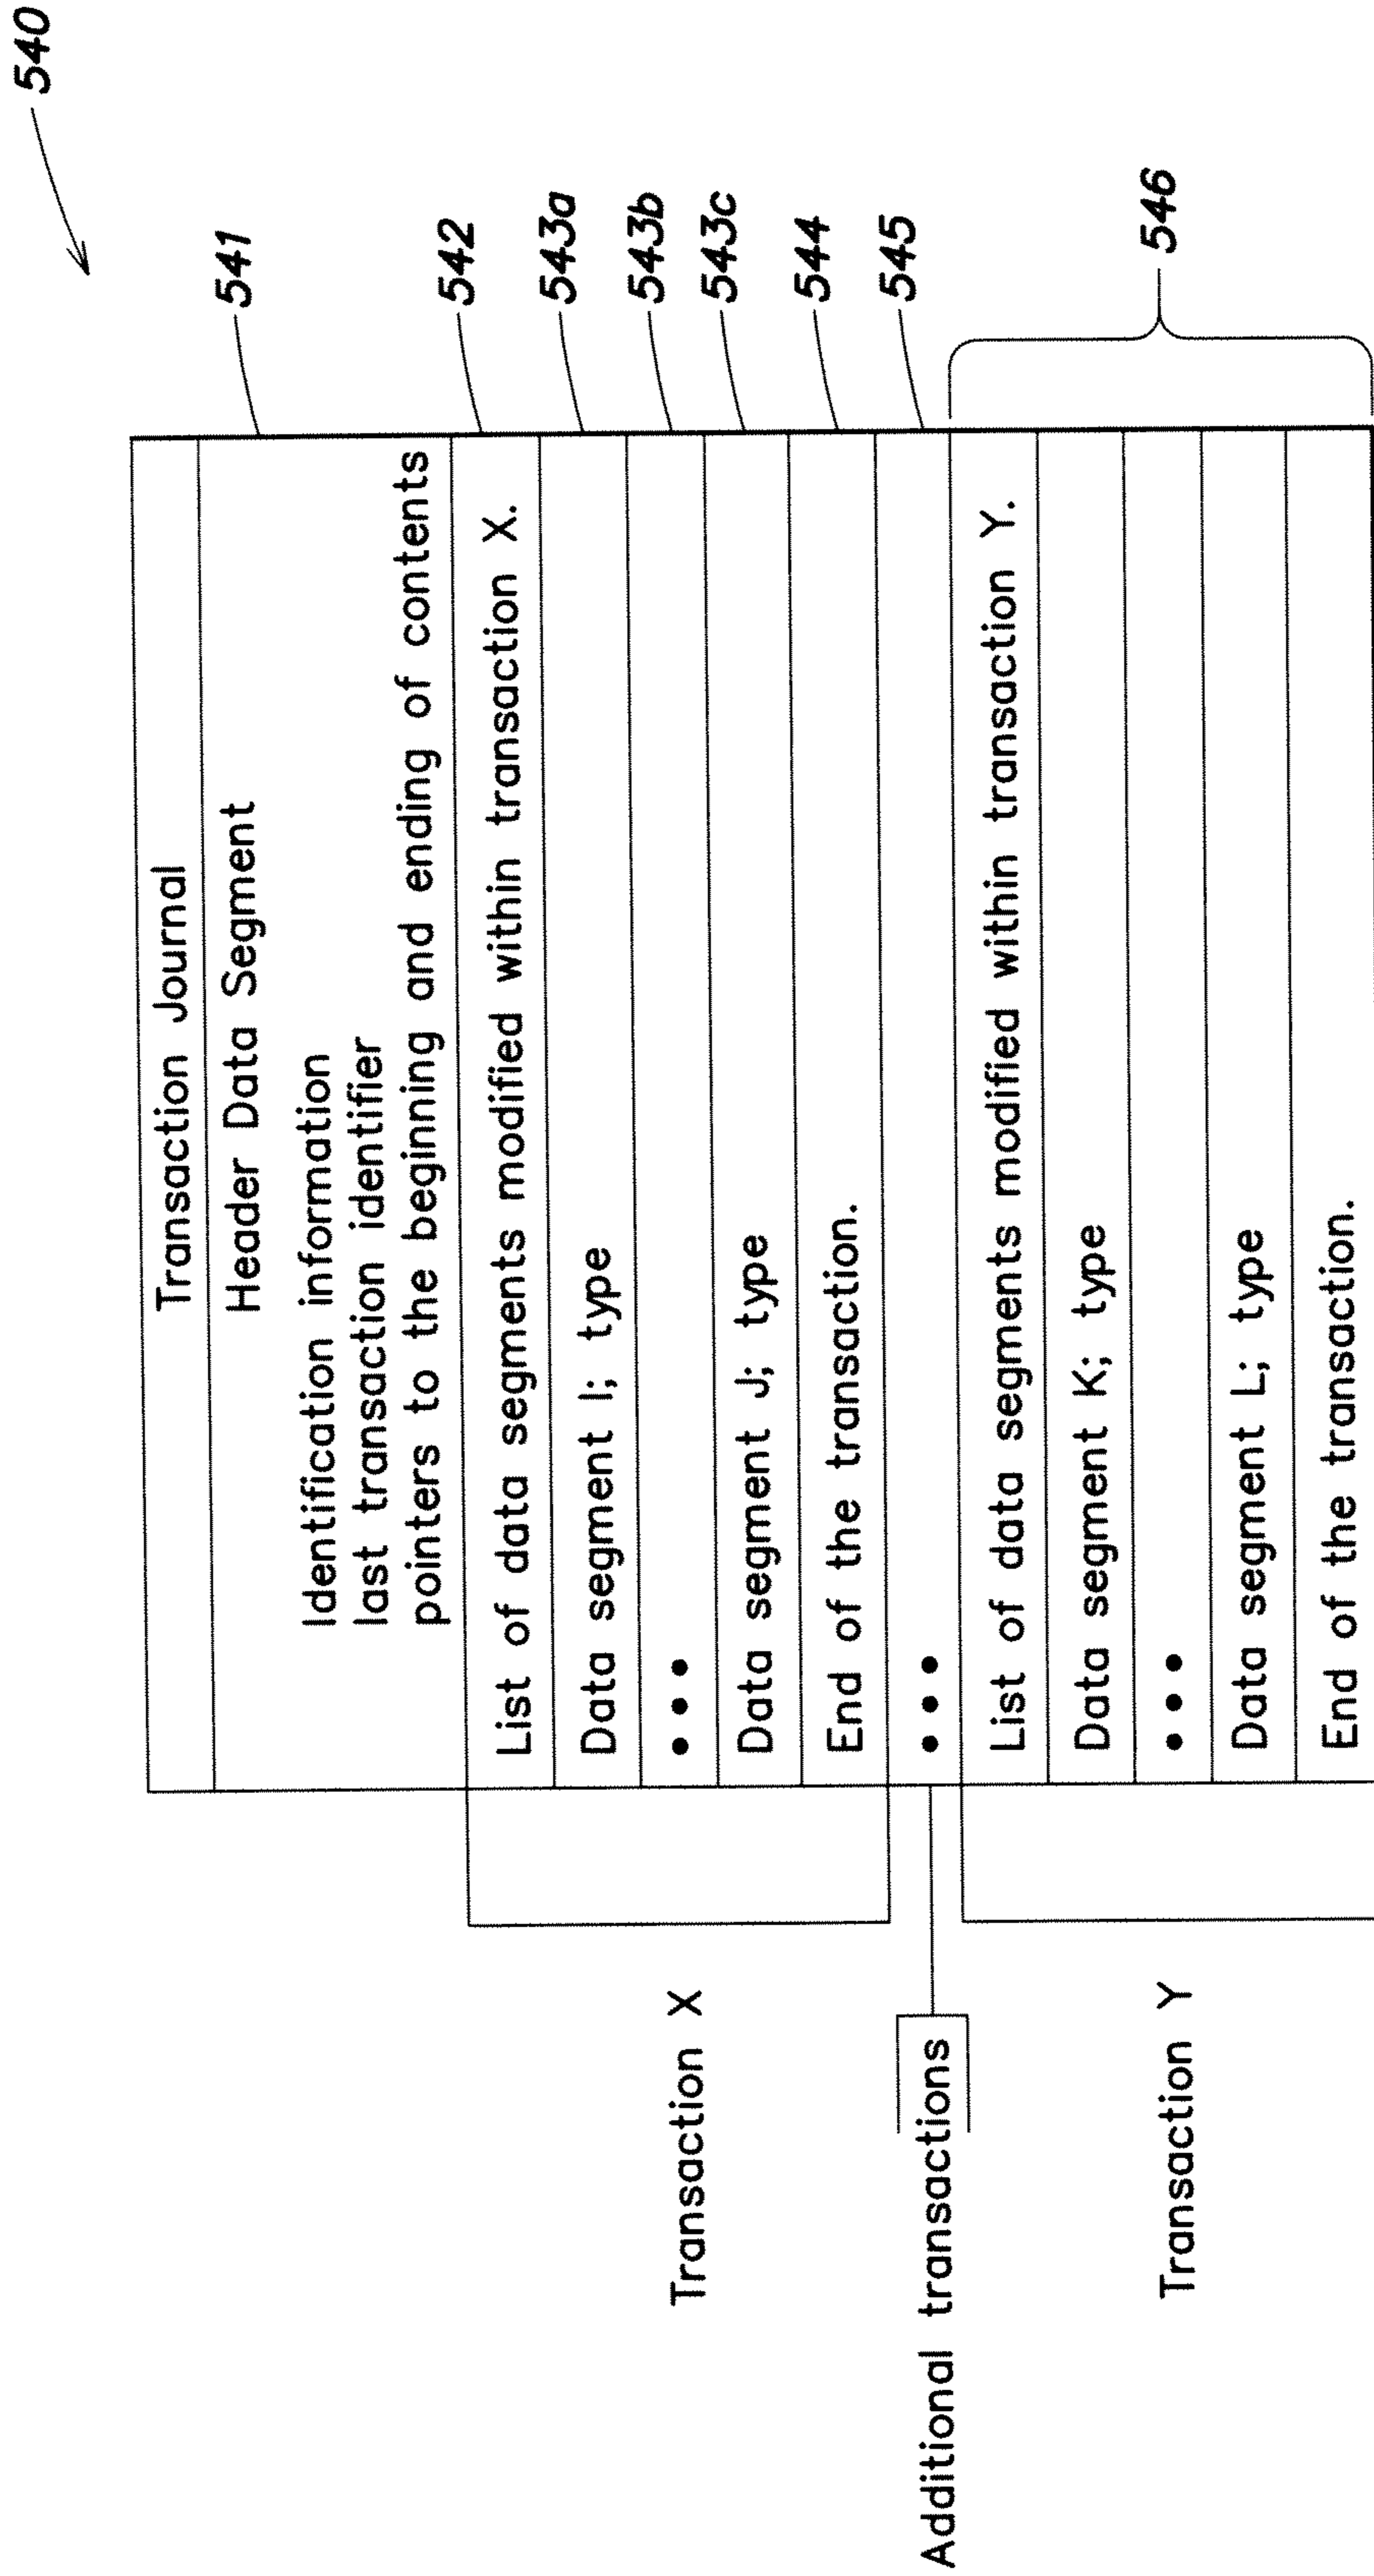 540
Transaction Journal
Header Data Segment
541
Identification information
last transaction identifier
pointers to the beginning and ending of contents
List of data segments modified within transaction X.
542
Data segment I; type
543a
•••
543b
Transaction X
Data segment J; type
543c
End of the transaction.
544
Additional transactions
•••
545
List of data segments modified within transaction Y.
Data segment K; type
Transaction Y
•••
546
Data segment L; type
End of the transaction.